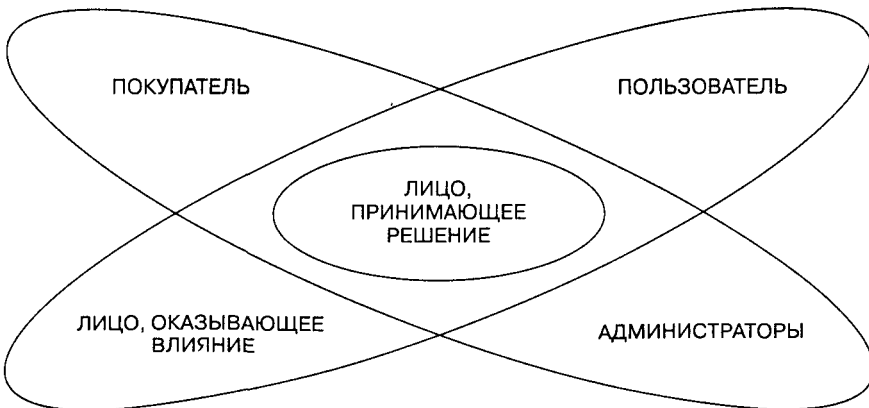 ПОКУПАТЕЛЬ
ПОЛЬЗОВАТЕЛЬ
ЛИЦО,
ПРИНИМАЮЩЕЕ
РЕШЕНИЕ
ЛИЦО, ОКАЗЫВАЮЩЕЕ
ВЛИЯНИЕ
АДМИНИСТРАТОРЫ